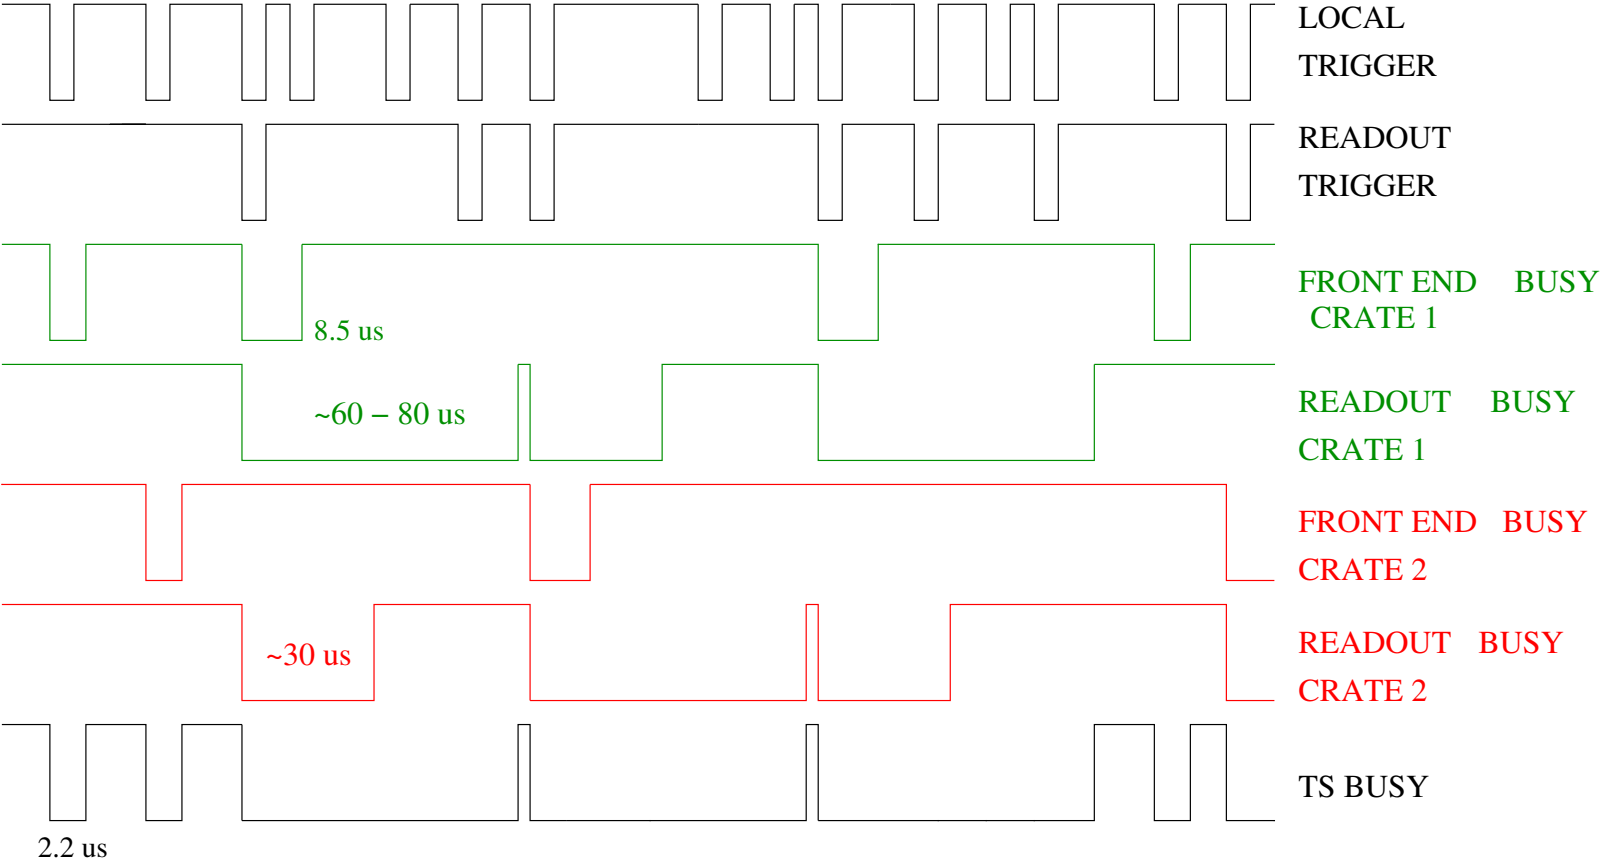 LOCAL
TRIGGER
READOUT
TRIGGER
FRONT END BUSY
CRATE 1
8.5 us
READOUT BUSY
~60 − 80 us
CRATE 1
FRONT END BUSY
CRATE 2
READOUT BUSY
~30 us
CRATE 2
TS BUSY
2.2 us